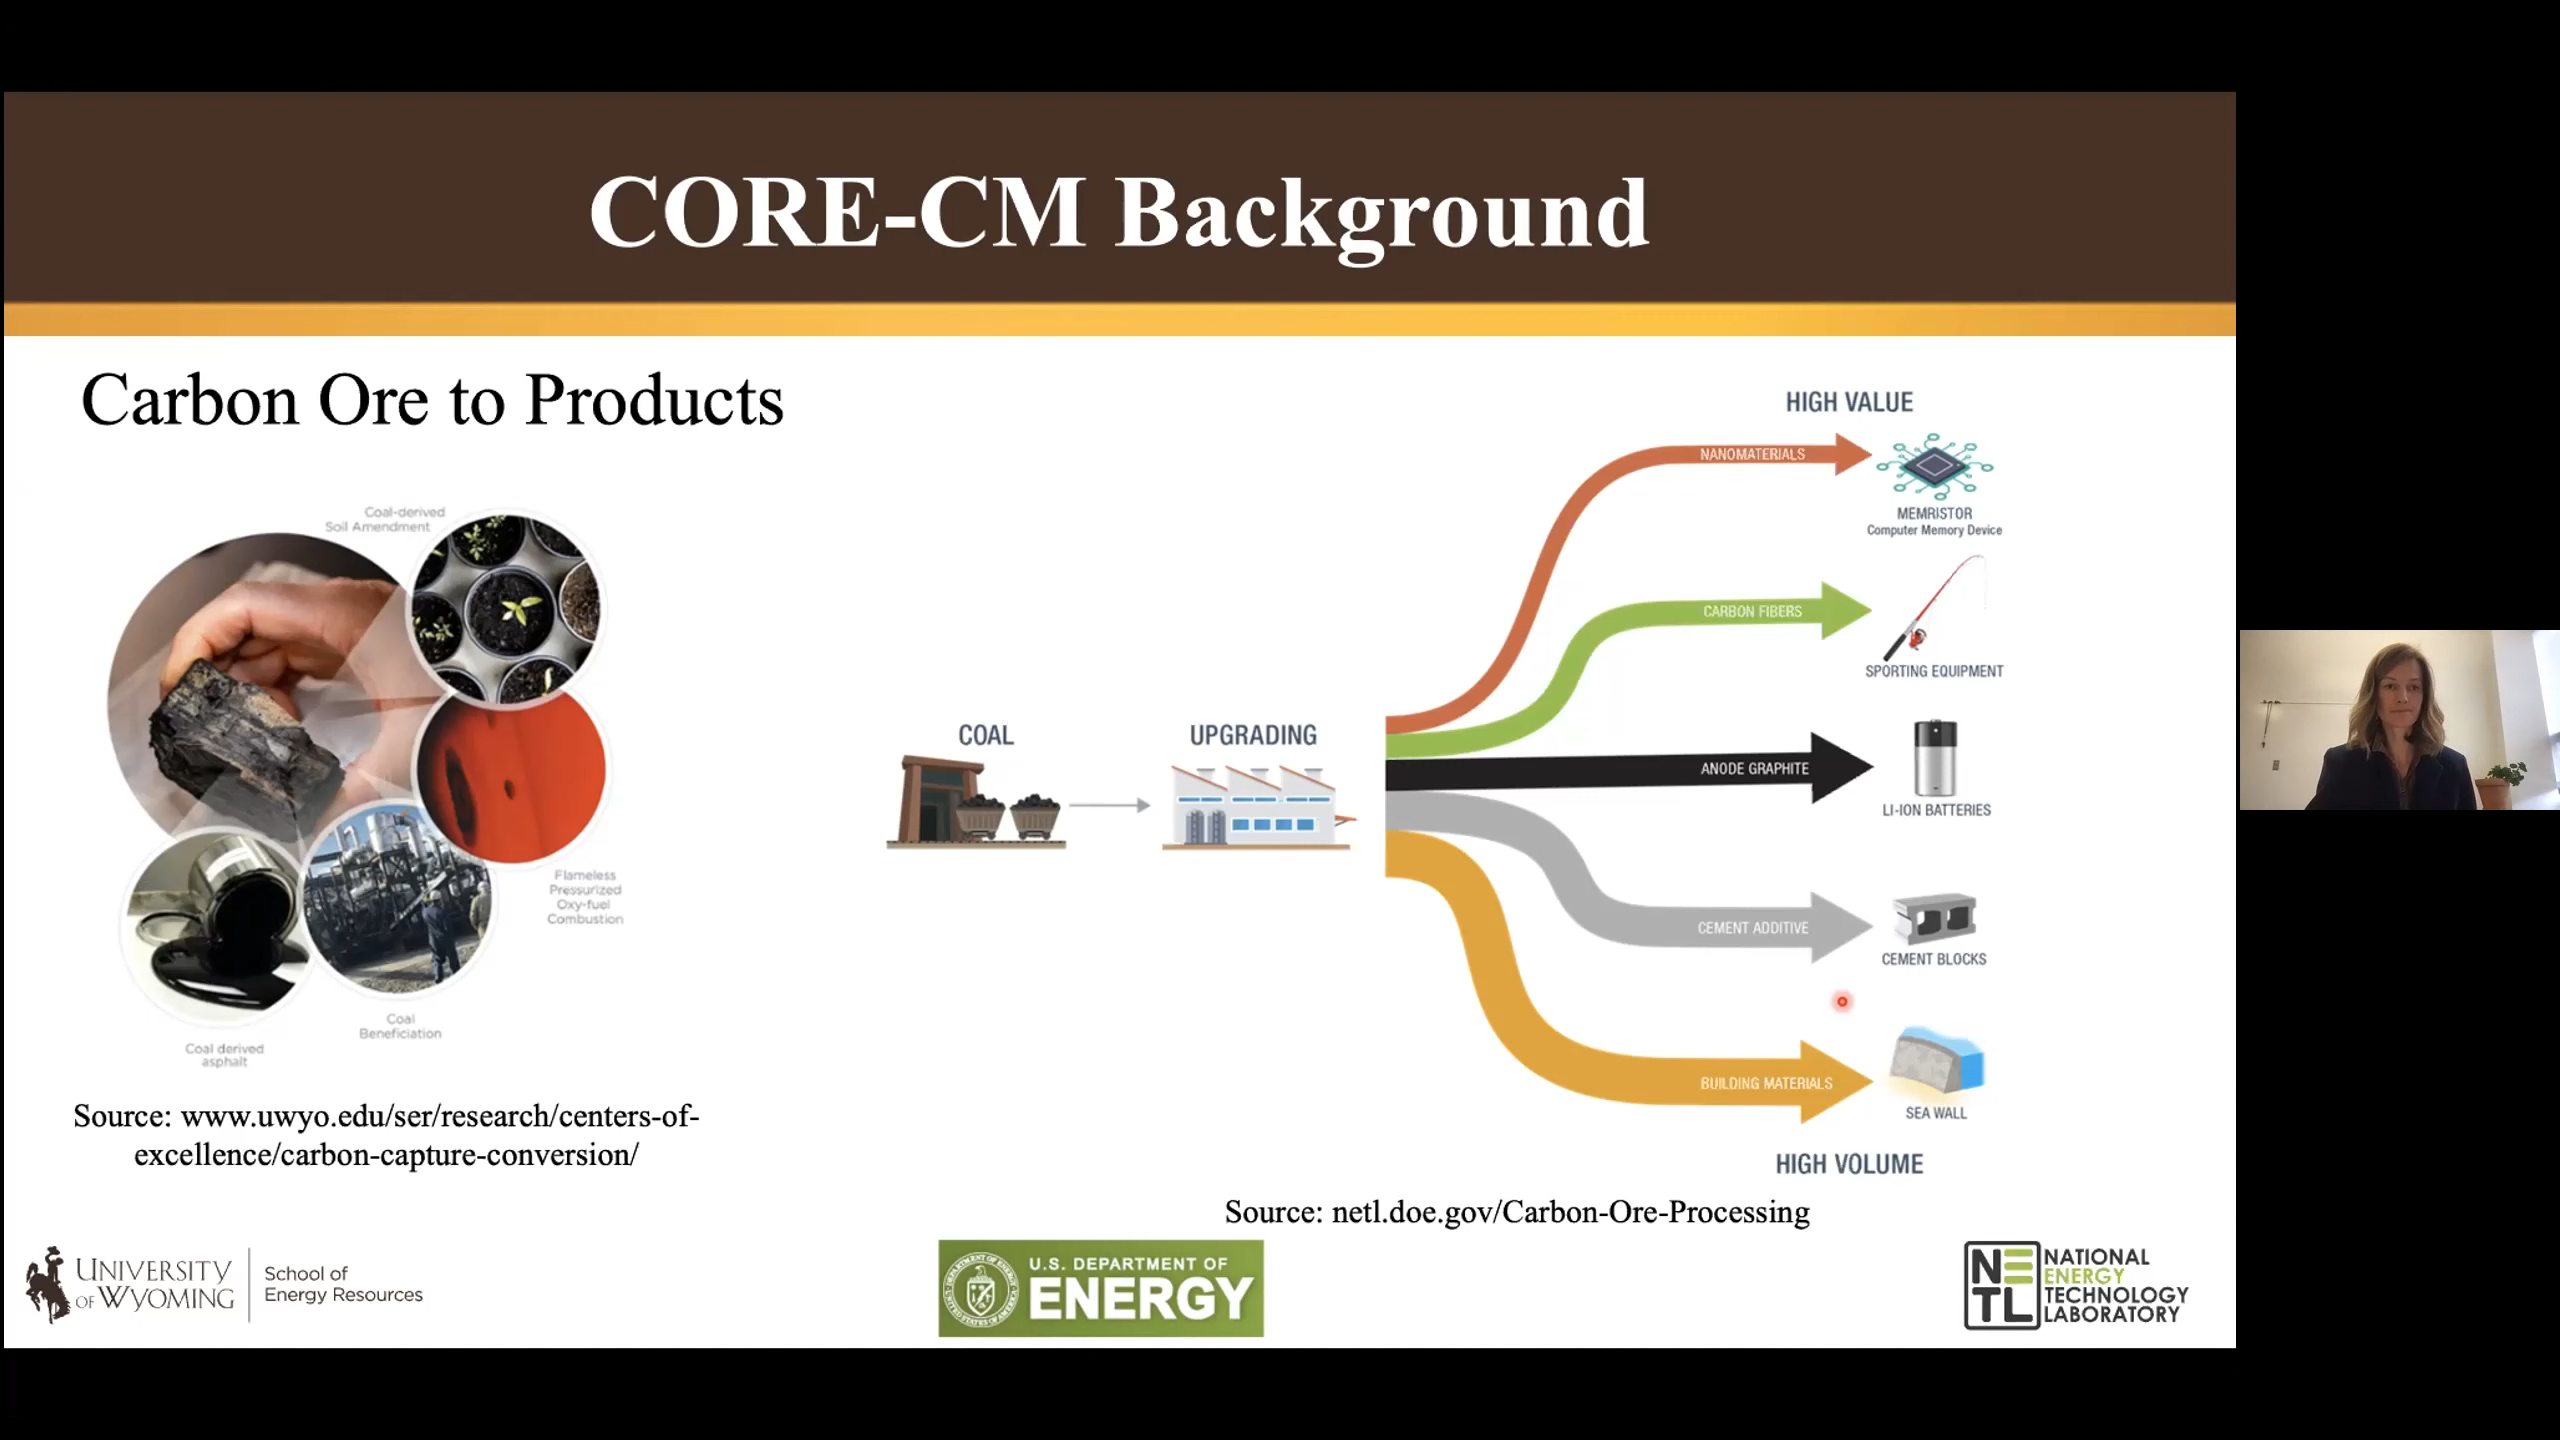 CORE-CM Background
Carbon Ore to Products
Coal-derived
Soil Amendment
Flameless
Pressurized
Oxy-fuel
Combustion
Coal
Beneficiation
Coal derived
asphalt
Source: www.uwyo.edu/ser/research/centers-of-
excellence/carbon-capture-conversion/
HIGH VALUE
NANOMATERIALS
MEMRISTOR
Computer Memory Device
CARBON FIBERS
SPORTING EQUIPMENT
COAL
UPGRADING
ANODE GRAPHITE
LI-ION BATTERIES
CEMENT ADDITIVE
CEMENT BLOCKS
BUILDING MATERIALS
SEA WALL
HIGH VOLUME
Source: netl.doe.gov/Carbon-Ore-Processing
UNIVERSITY
OF WYOMING
School of
Energy Resources
U.S. DEPARTMENT OF
ENERGY
NE
TL
NATIONAL
ENERGY
TECHNOLOGY
LABORATORY